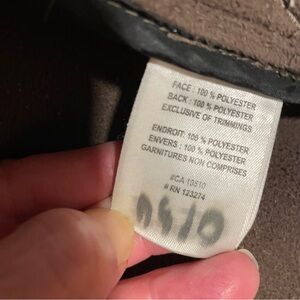 FACE : 100 % POLYESTER
BACK : 100 % POLYESTER
EXCLUSIVE OF TRIMMINGS
ENDROIT: 100 % POLYESTER
ENVERS : 100 % POLYESTER
GARNITURES NON COMPRISES
#CA 10510
# RN 123274